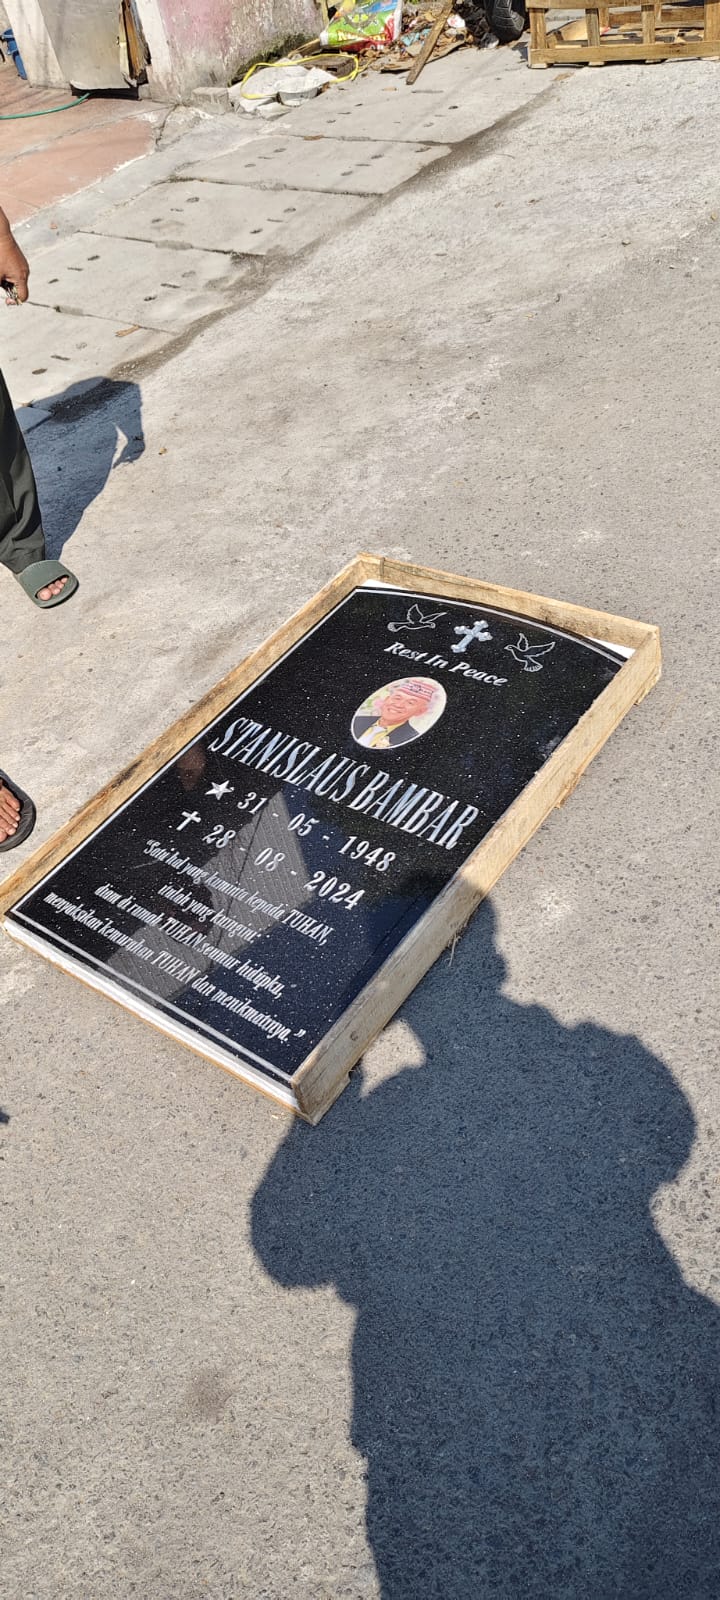 Rest In Peace
STANISLAUS BAMBAR
31 - 05 - 1948
28 - 08 - 2024
"Satu hal yang kuminta kepada TUHAN,
itulah yang kuingini
diam di rumah TUHAN seumur hidupku,
menyaksikan kemurahan TUHAN dan menikmatinya."